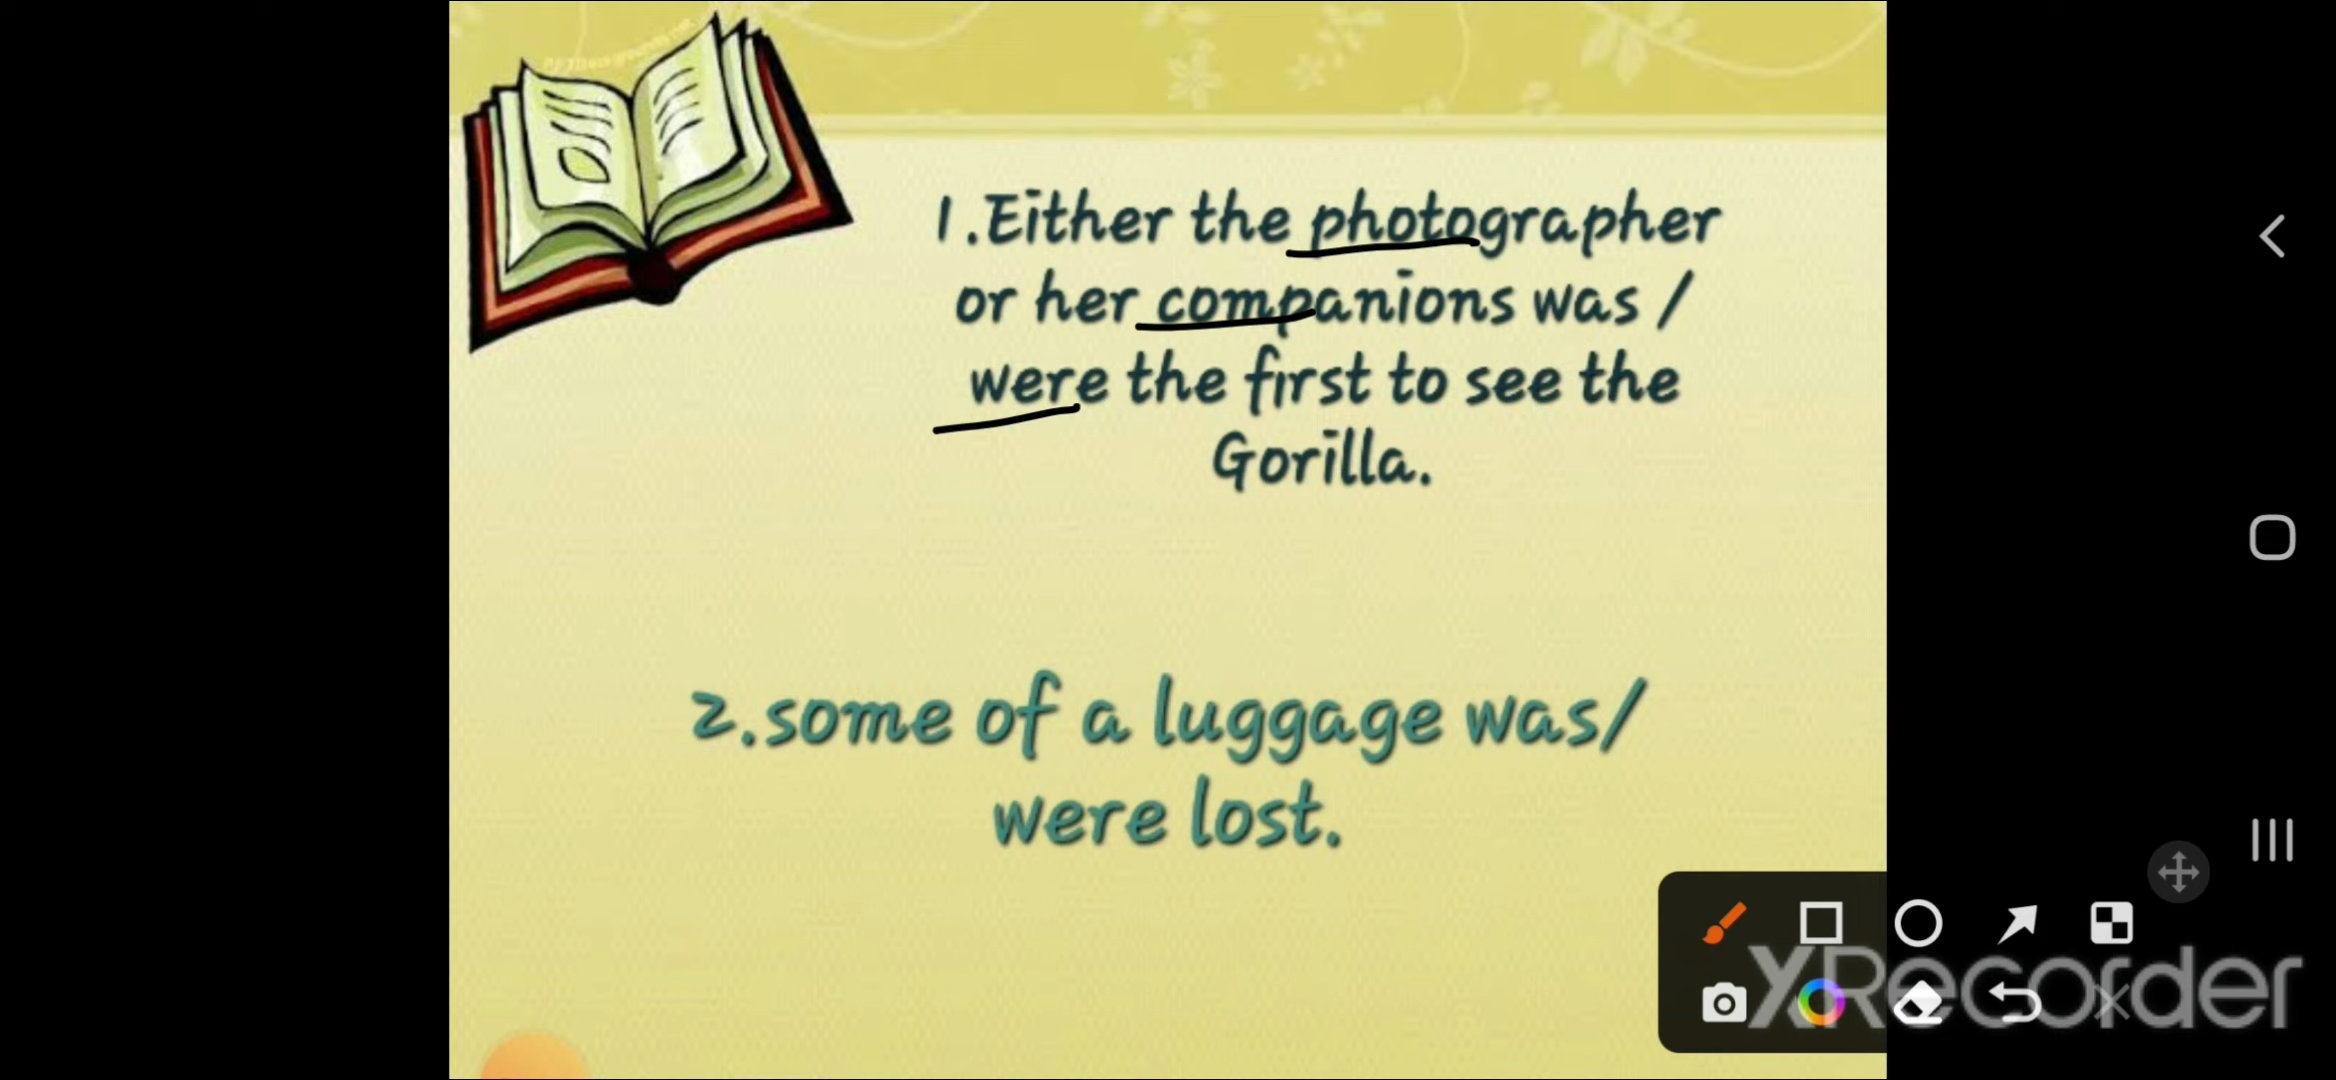 1.Either the photographer
or her companions was /
were the first to see the
Gorilla.
2.some of a luggage was/
were lost.
XRecorder